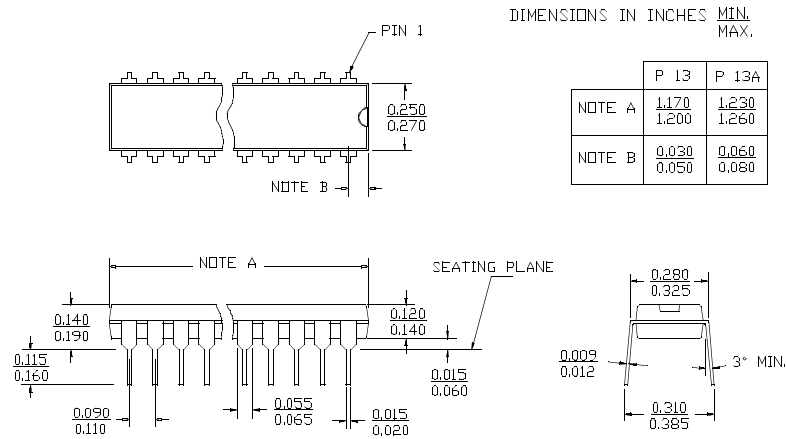 DIMENSIONS IN INCHES MIN.
MAX.
PIN 1
P 13 P 13A
0.250
0.270
NOTE A 1.170 1.230
1.200 1.260
NOTE B 0.030 0.060
0.050 0.080
NOTE B
NOTE A
SEATING PLANE
0.280
0.325
0.140
0.190
0.120
0.140
0.115
0.160
0.009
0.012
3° MIN.
0.015
0.060
0.090
0.110
0.055
0.065
0.015
0.020
0.310
0.385